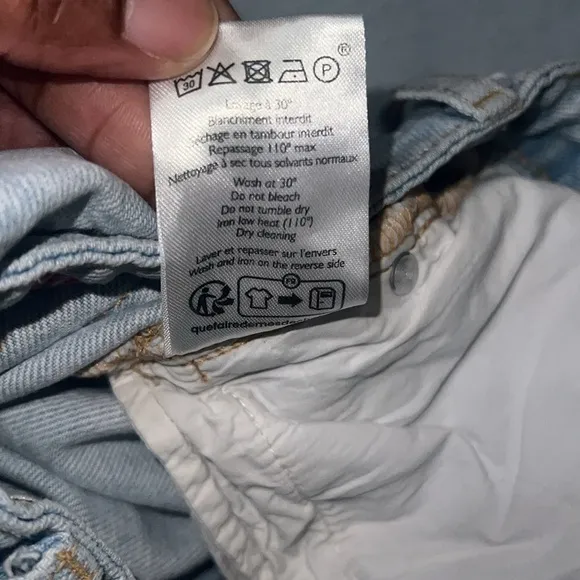 ®
30 P
Lavage à 30°
Blanchiment interdit
Séchage en tambour interdit
Repassage 110° max
Nettoyage à sec tous solvants normaux
Wash at 30°
Do not bleach
Do not tumble dry
Iron low heat (110°)
Dry cleaning
Laver et repasser sur l'envers
Wash and iron on the reverse side
FR
quefairedemesde